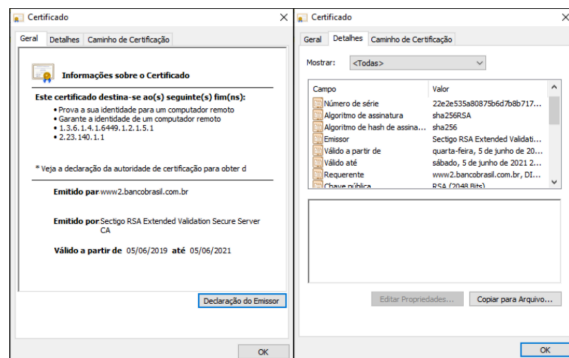 Certificado
Geral
Detalhes
Caminho de Certificação
Informações sobre o Certificado
Este certificado destina-se ao(s) seguinte(s) fim(ns):
• Prova a sua identidade para um computador remoto
• Garante a identidade de um computador remoto
• 1.3.6.1.4.1.6449.1.2.1.5.1
• 2.23.140.1.1
* Veja a declaração da autoridade de certificação para obter d
Emitido par www2.bancobrasil.com.br
Emitido por Sectigo RSA Extended Validation Secure Server
CA
Válido a partir de 05/06/2019 até 05/06/2021
Declaração do Emissor
OK
Certificado
Geral
Detalhes
Caminho de Certificação
Mostrar:
<Todas>
Campo Valor
Número de série 22e2e535a80875b6d7b8b717...
Algoritmo de assinatura sha256RSA
Algoritmo de hash de assina... sha256
Emissor Sectigo RSA Extended Validati...
Válido a partir de quarta-feira, 5 de junho de 20...
Válido até sábado, 5 de junho de 2021 2...
Requerente www2.bancobrasil.com.br, DI...
Chave pública RSA (2048 Bits)
Editar Propriedades...
Copiar para Arquivo...
OK